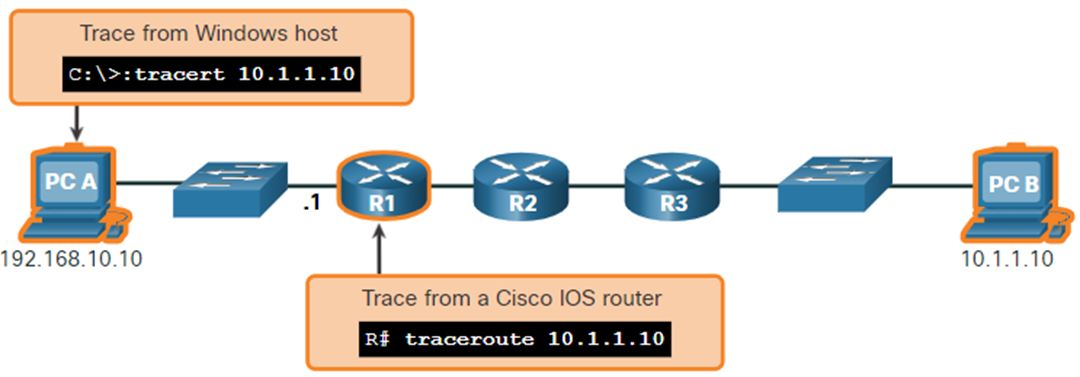 Trace from Windows host
C:\>:tracert 10.1.1.10
PC A
.1
R1
R2
R3
PC B
192.168.10.10
10.1.1.10
Trace from a Cisco IOS router
R# traceroute 10.1.1.10